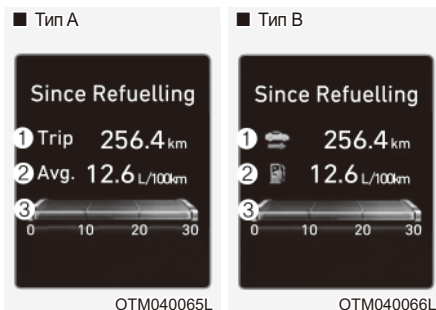 ■ Тип A
Since Refuelling
1 Trip 256.4 km
2 Avg. 12.6 L/100km
3
0 10 20 30
OTM040065L
■ Тип B
Since Refuelling
1 256.4 km
2 12.6 L/100km
3
0 10 20 30
OTM040066L